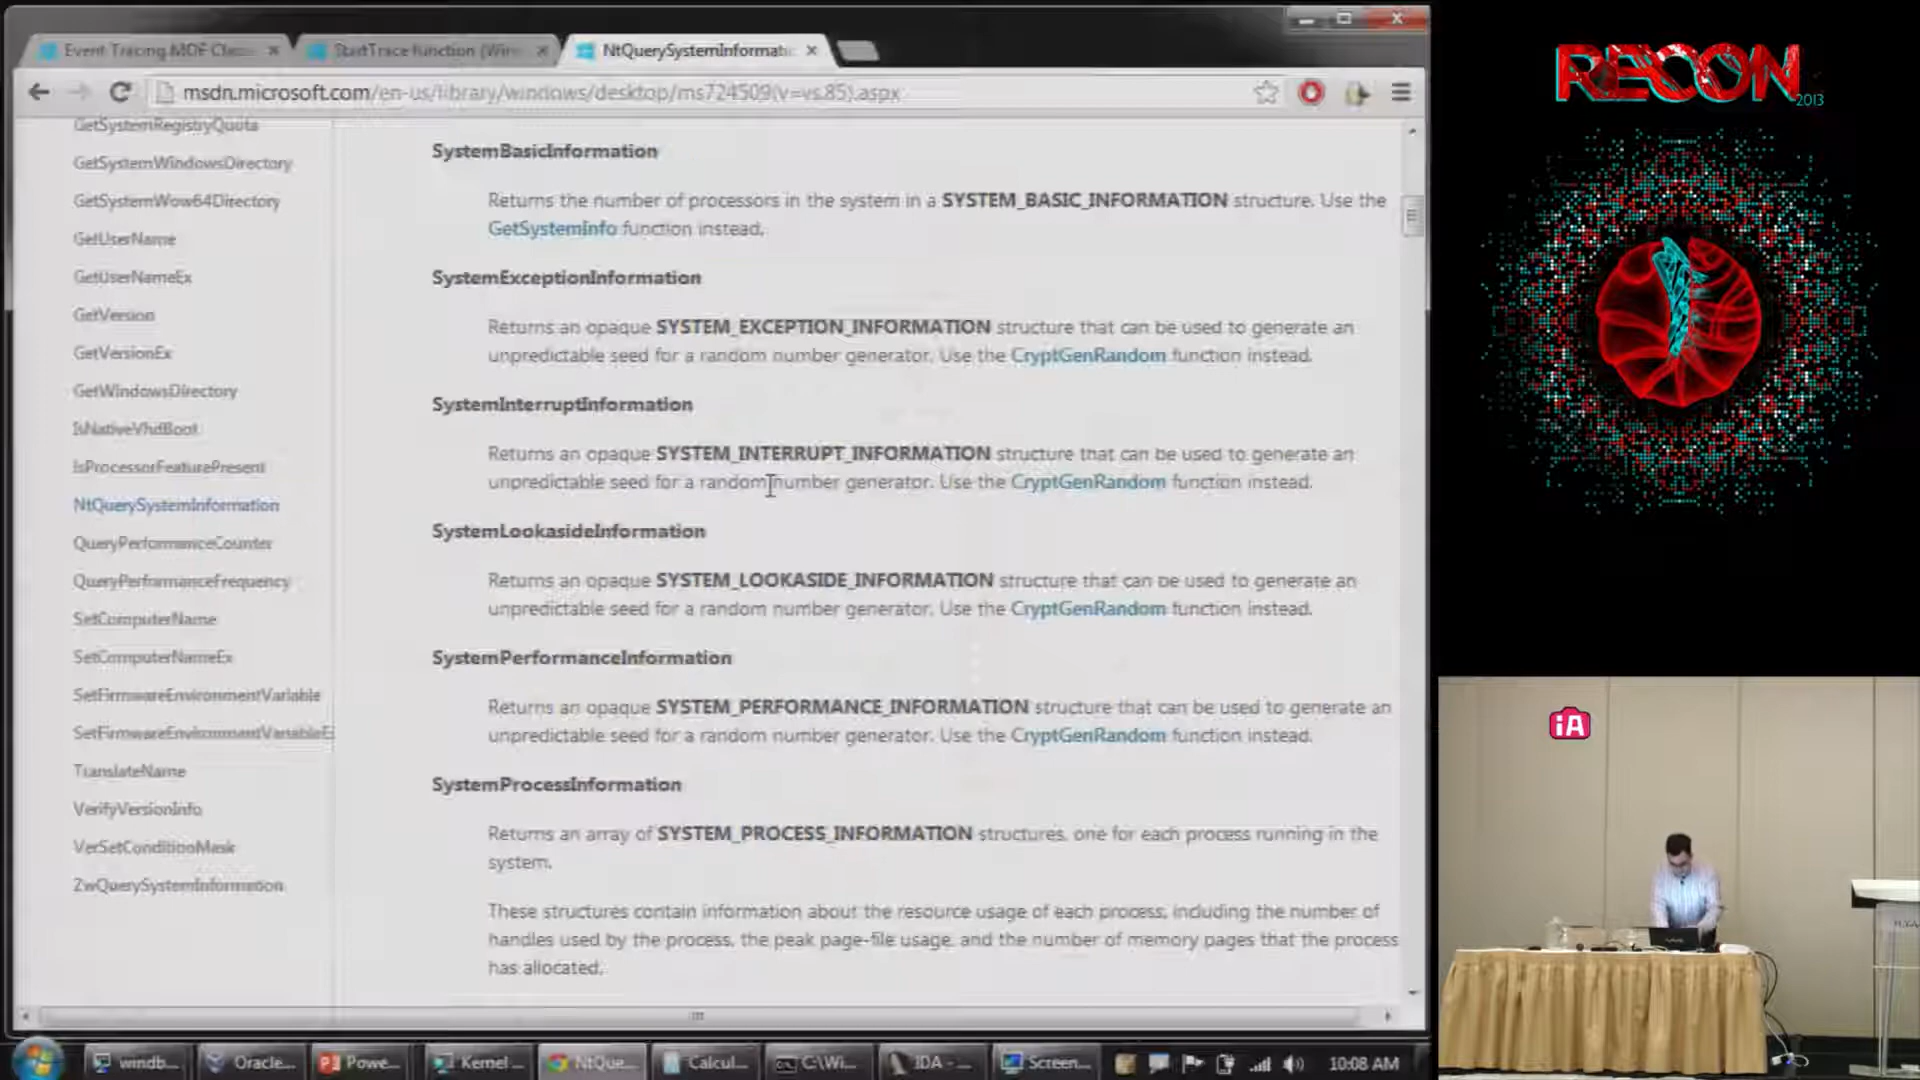 Event Tracing MOF Class
StartTrace function (Win
NtQuerySystemInformatic
RECON
2013
msdn.microsoft.com/en-us/library/windows/desktop/ms724509(v=vs.85).aspx
GetSystemRegistryQuota
GetSystemWindowsDirectory
GetSystemWow64Directory
GetUserName
GetUserNameEx
GetVersion
GetVersionEx
GetWindowsDirectory
IsNativeVhdBoot
IsProcessorFeaturePresent
NtQuerySystemInformation
QueryPerformanceCounter
QueryPerformanceFrequency
SetComputerName
SetComputerNameEx
SetFirmwareEnvironmentVariable
SetFirmwareEnvironmentVariableE
TranslateName
VerifyVersionInfo
VerSetConditionMask
ZwQuerySystemInformation
SystemBasicInformation
Returns the number of processors in the system in a SYSTEM_BASIC_INFORMATION structure. Use the
GetSystemInfo function instead.
SystemExceptionInformation
Returns an opaque SYSTEM_EXCEPTION_INFORMATION structure that can be used to generate an
unpredictable seed for a random number generator. Use the CryptGenRandom function instead.
SystemInterruptInformation
Returns an opaque SYSTEM_INTERRUPT_INFORMATION structure that can be used to generate an
unpredictable seed for a random number generator. Use the CryptGenRandom function instead.
SystemLookasideInformation
Returns an opaque SYSTEM_LOOKASIDE_INFORMATION structure that can be used to generate an
unpredictable seed for a random number generator. Use the CryptGenRandom function instead.
SystemPerformanceInformation
Returns an opaque SYSTEM_PERFORMANCE_INFORMATION structure that can be used to generate an
unpredictable seed for a random number generator. Use the CryptGenRandom function instead.
SystemProcessInformation
Returns an array of SYSTEM_PROCESS_INFORMATION structures, one for each process running in the
system.
These structures contain information about the resource usage of each process, including the number of
handles used by the process, the peak page-file usage, and the number of memory pages that the process
has allocated.
iA
windb...
Oracle...
Powe...
Kernel ...
NtQue...
Calcul...
C:\Wi...
IDA - ...
Screen...
10:08 AM